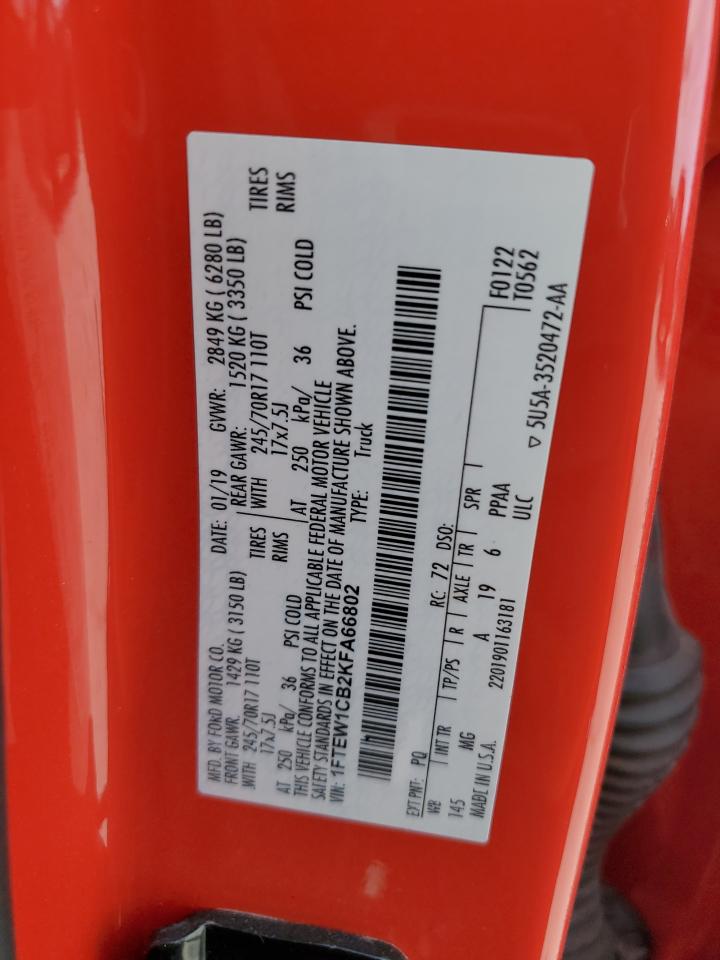 MFD. BY FORD MOTOR CO.
DATE: 01/19 GVWR: 2849 KG ( 6280 LB)
FRONT GAWR: 1429 KG ( 3150 LB) REAR GAWR: 1520 KG ( 3350 LB)
WITH 245/70R17 110T TIRES WITH 245/70R17 110T TIRES
17x7.5J RIMS 17x7.5J RIMS
AT 250 kPa/ 36 PSI COLD AT 250 kPa/ 36 PSI COLD
THIS VEHICLE CONFORMS TO ALL APPLICABLE FEDERAL MOTOR VEHICLE
SAFETY STANDARDS IN EFFECT ON THE DATE OF MANUFACTURE SHOWN ABOVE.
VIN: 1FTEW1CB2KFA66802 TYPE: Truck
EXT PNT: PQ RC: 72 DSO:
WB INT TR TP/PS R AXLE TR SPR F0122
145 MG A 19 6 PPAA T0562
MADE IN U.S.A. 2201901163181 ULC
▽ 5U5A-3520472-AA